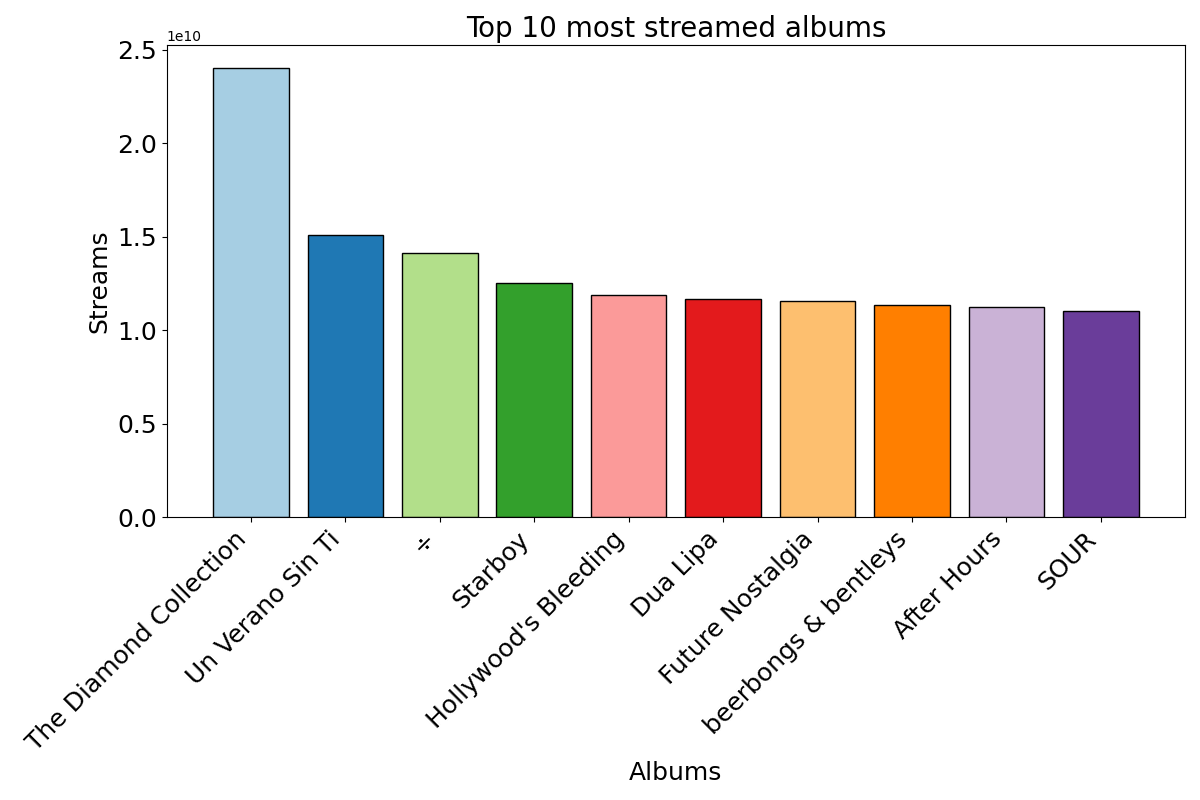 Top 10 most streamed albums
1e10
2.5
2.0
1.5
1.0
0.5
0.0
Streams
The Diamond Collection
Un Verano Sin Ti
÷
Starboy
Hollywood's Bleeding
Dua Lipa
Future Nostalgia
beerbongs & bentleys
After Hours
SOUR
Albums